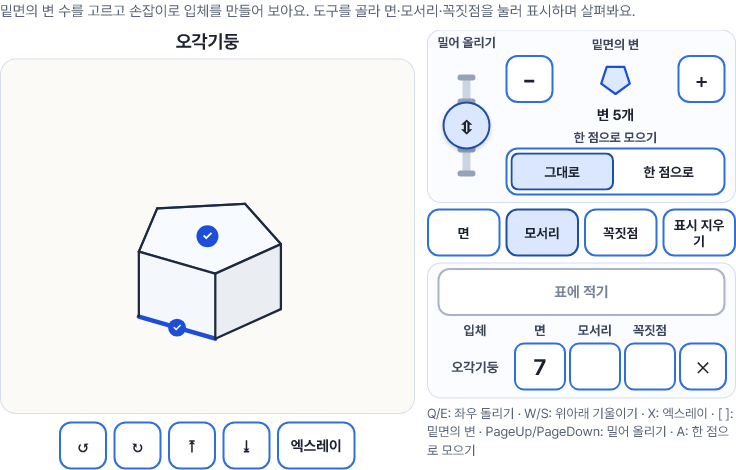 밑면의 변 수를 고르고 손잡이로 입체를 만들어 보아요. 도구를 골라 면·모서리·꼭짓점을 눌러 표시하며 살펴봐요.
오각기둥
밀어 올리기
밑면의 변
−
+
변 5개
한 점으로 모으기
그대로
한 점으로
면
모서리
꼭짓점
표시 지우
기
표에 적기
입체
면
모서리
꼭짓점
오각기둥
7
×
↺
↻
⤒
⤓
엑스레이
Q/E: 좌우 돌리기 · W/S: 위아래 기울이기 · X: 엑스레이 · [ ]:
밑면의 변 · PageUp/PageDown: 밀어 올리기 · A: 한 점으
로 모으기